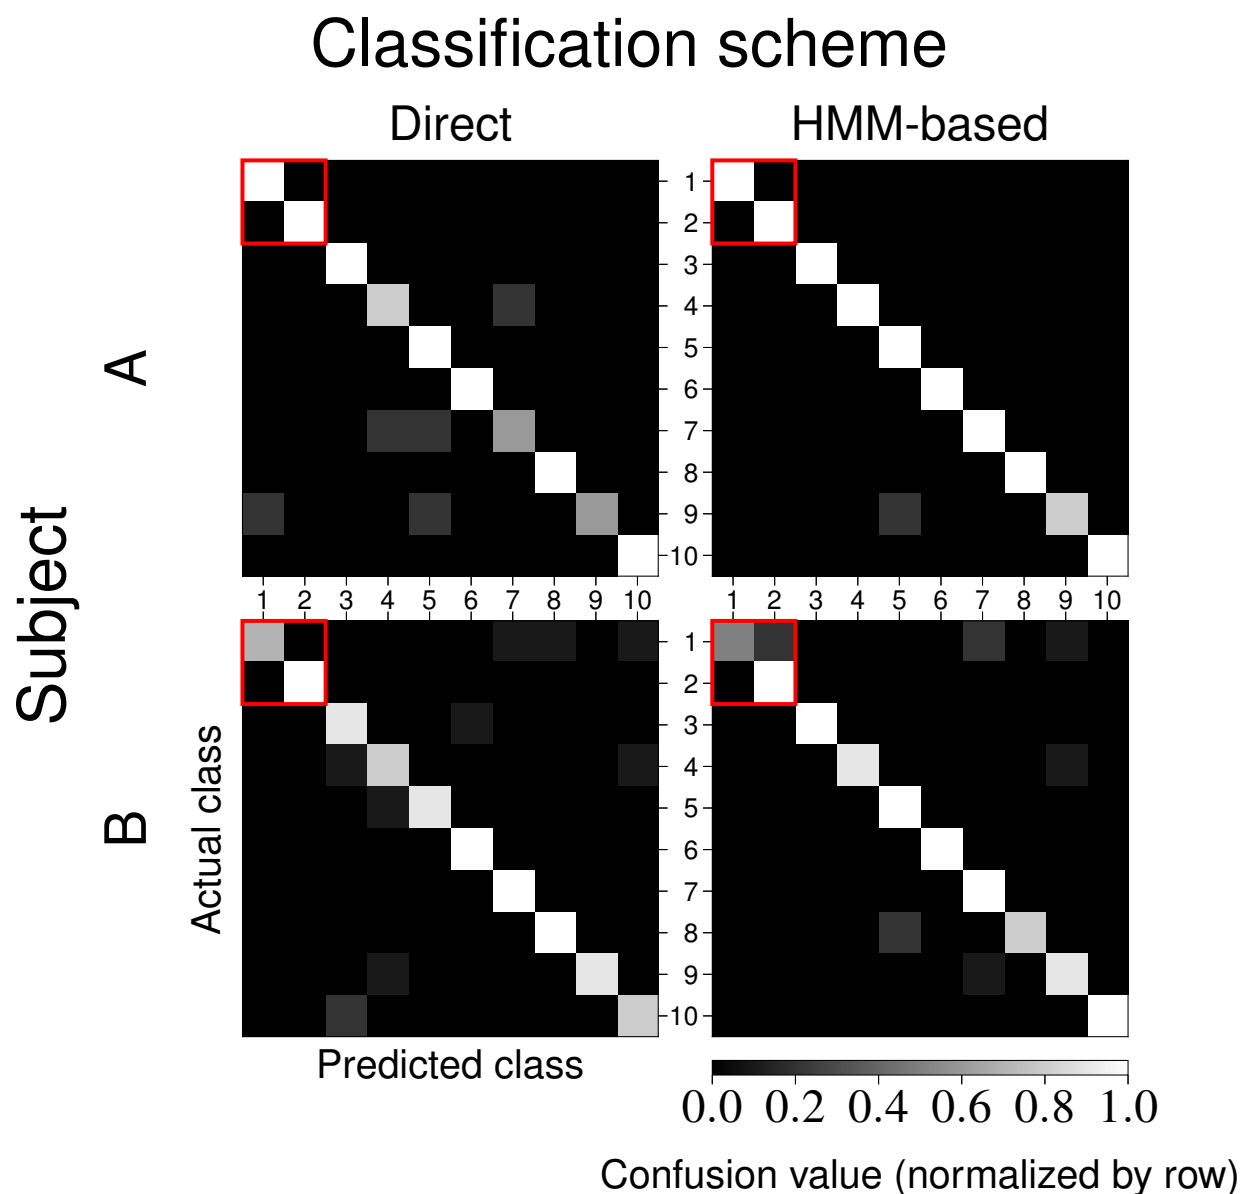 Classification scheme
Direct
HMM-based
Subject
A
1
2
3
4
5
6
7
8
9
10
1 2 3 4 5 6 7 8 9 10
1 2 3 4 5 6 7 8 9 10
B
Actual class
1
2
3
4
5
6
7
8
9
10
Predicted class
0.0 0.2 0.4 0.6 0.8 1.0
Confusion value (normalized by row)